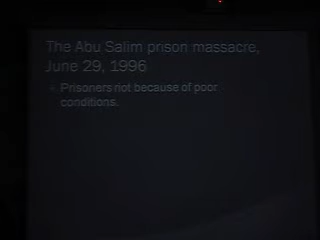 The Abu Salim prison massacre,
June 29, 1996
Prisoners riot because of poor
conditions.